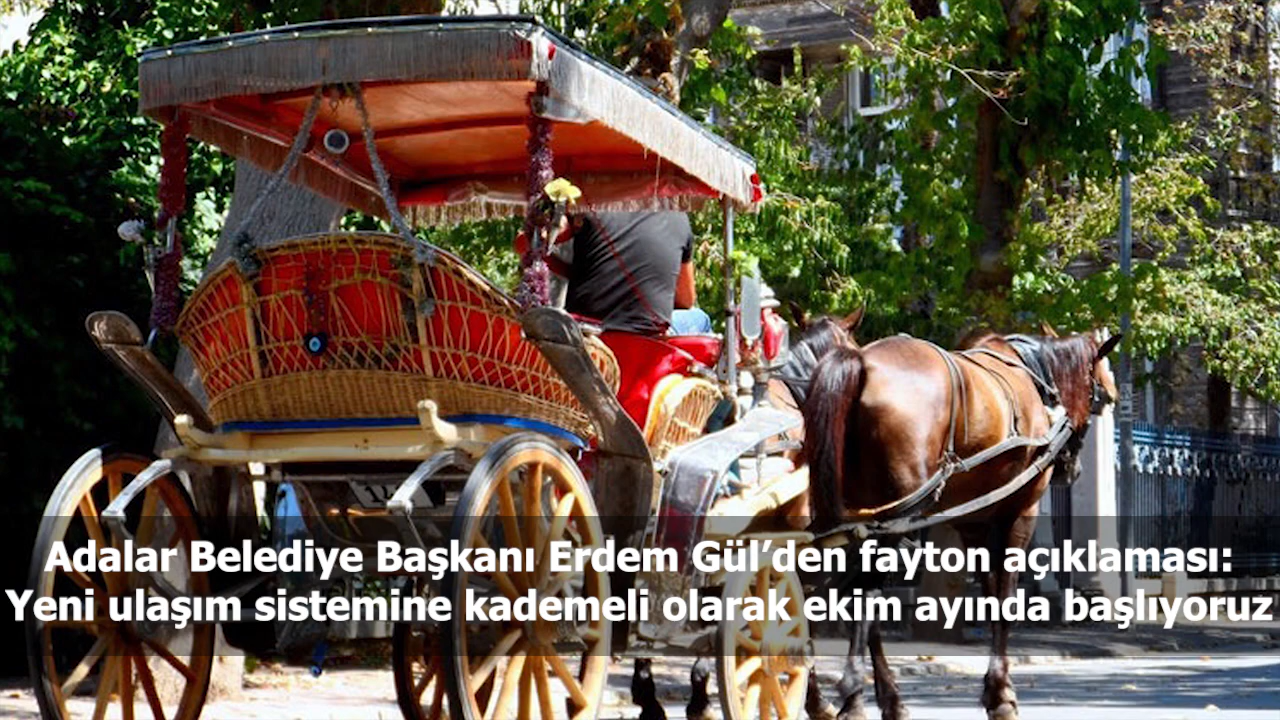 Adalar Belediye Başkanı Erdem Gül’den fayton açıklaması:
Yeni ulaşım sistemine kademeli olarak ekim ayında başlıyoruz